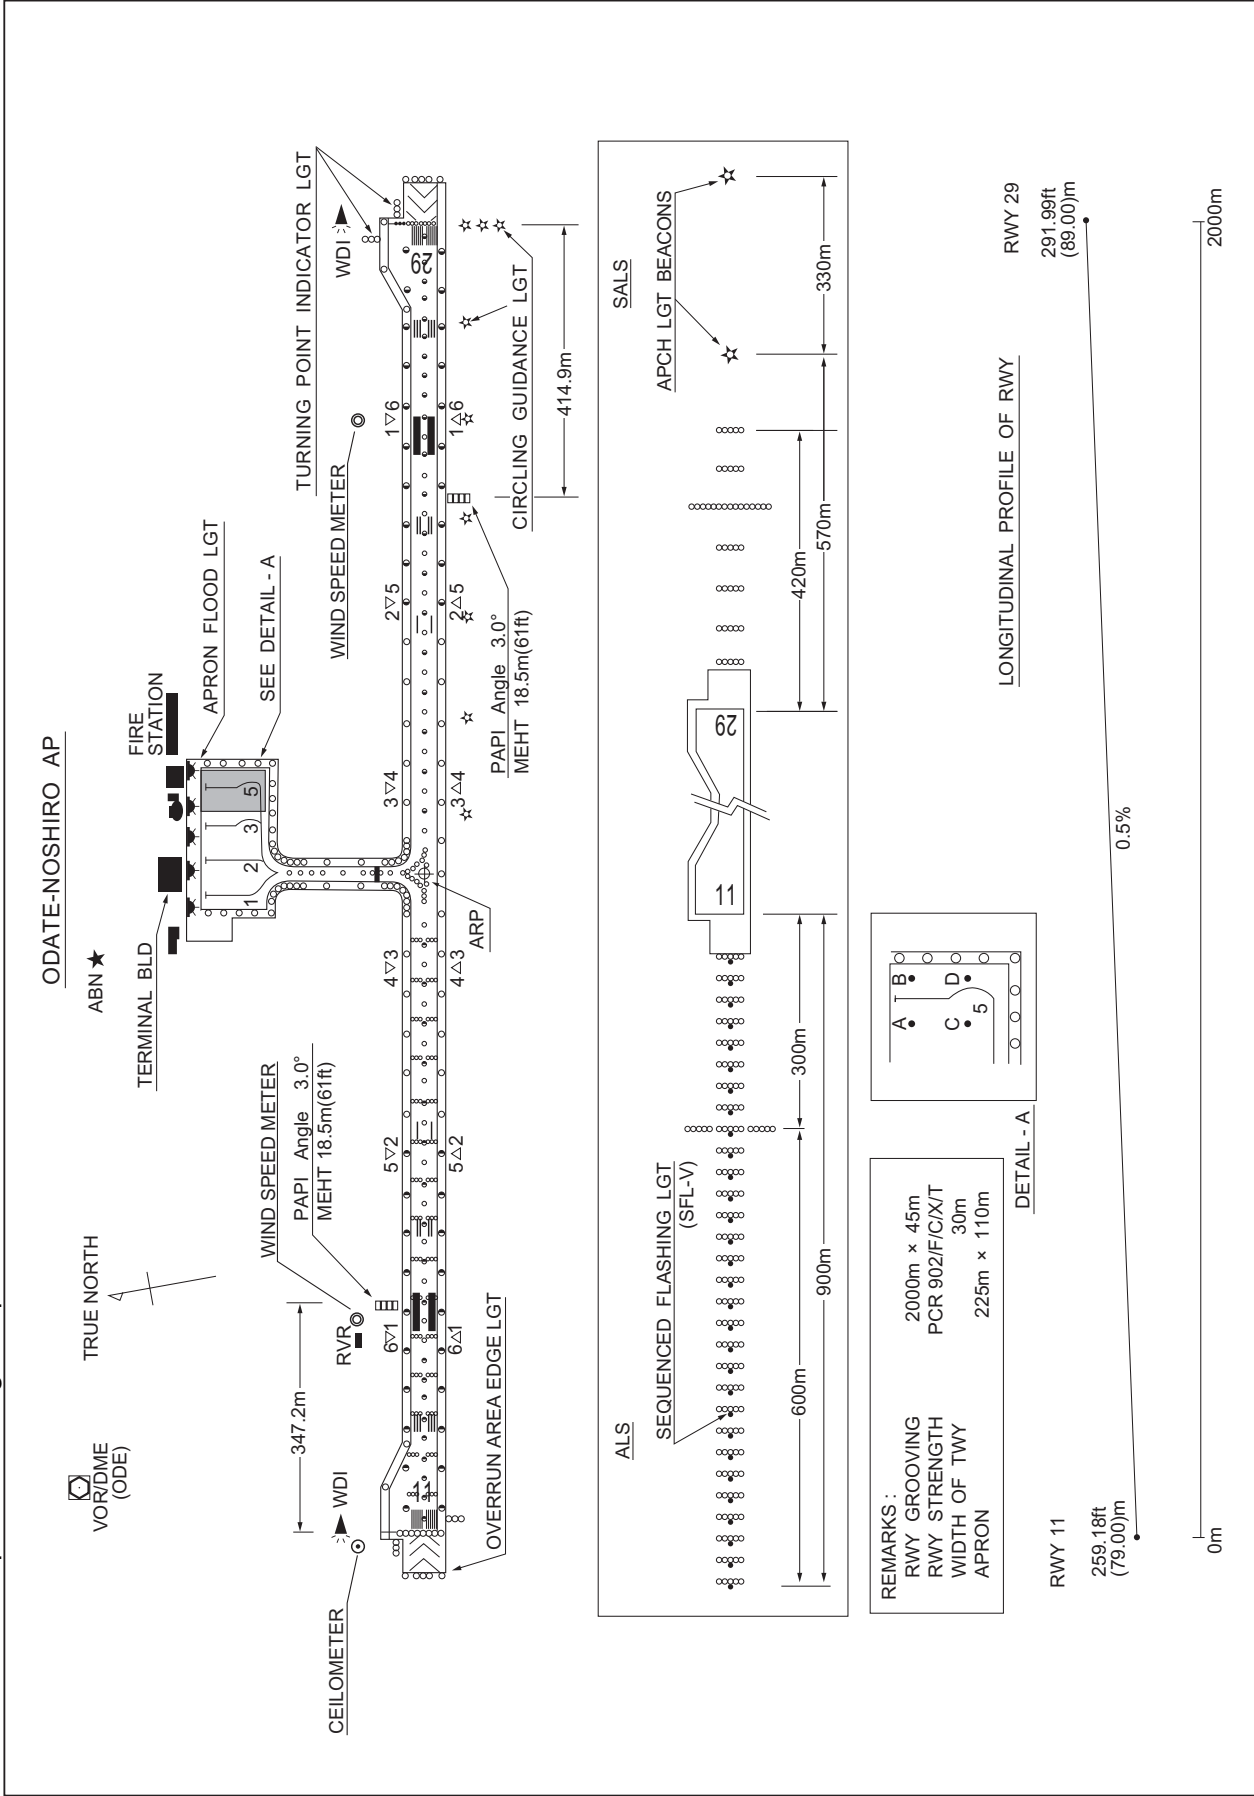 ODATE-NOSHIRO AP
VOR/DME
(ODE)
TRUE NORTH
ABN
TERMINAL BLD
FIRE
STATION
APRON FLOOD LGT
SEE DETAIL - A
1
2
3
5
CEILOMETER
WDI
347.2m
RVR
WIND SPEED METER
PAPI Angle 3.0°
MEHT 18.5m(61ft)
WIND SPEED METER
TURNING POINT INDICATOR LGT
WDI
6▽1
5▽2
4▽3
3▽4
2▽5
1▽6
11
29
6△1
5△2
4△3
3△4
2△5
1△6
OVERRUN AREA EDGE LGT
ARP
PAPI Angle 3.0°
MEHT 18.5m(61ft)
CIRCLING GUIDANCE LGT
414.9m
ALS
SEQUENCED FLASHING LGT
(SFL-V)
600m
300m
900m
11
29
SALS
APCH LGT BEACONS
420m
570m
330m
REMARKS :
RWY GROOVING 2000m × 45m
RWY STRENGTH PCR 902/F/C/X/T
WIDTH OF TWY 30m
APRON 225m × 110m
A
B
C
D
5
DETAIL - A
LONGITUDINAL PROFILE OF RWY
RWY 11
259.18ft
(79.00)m
0.5%
RWY 29
291.99ft
(89.00)m
0m
2000m